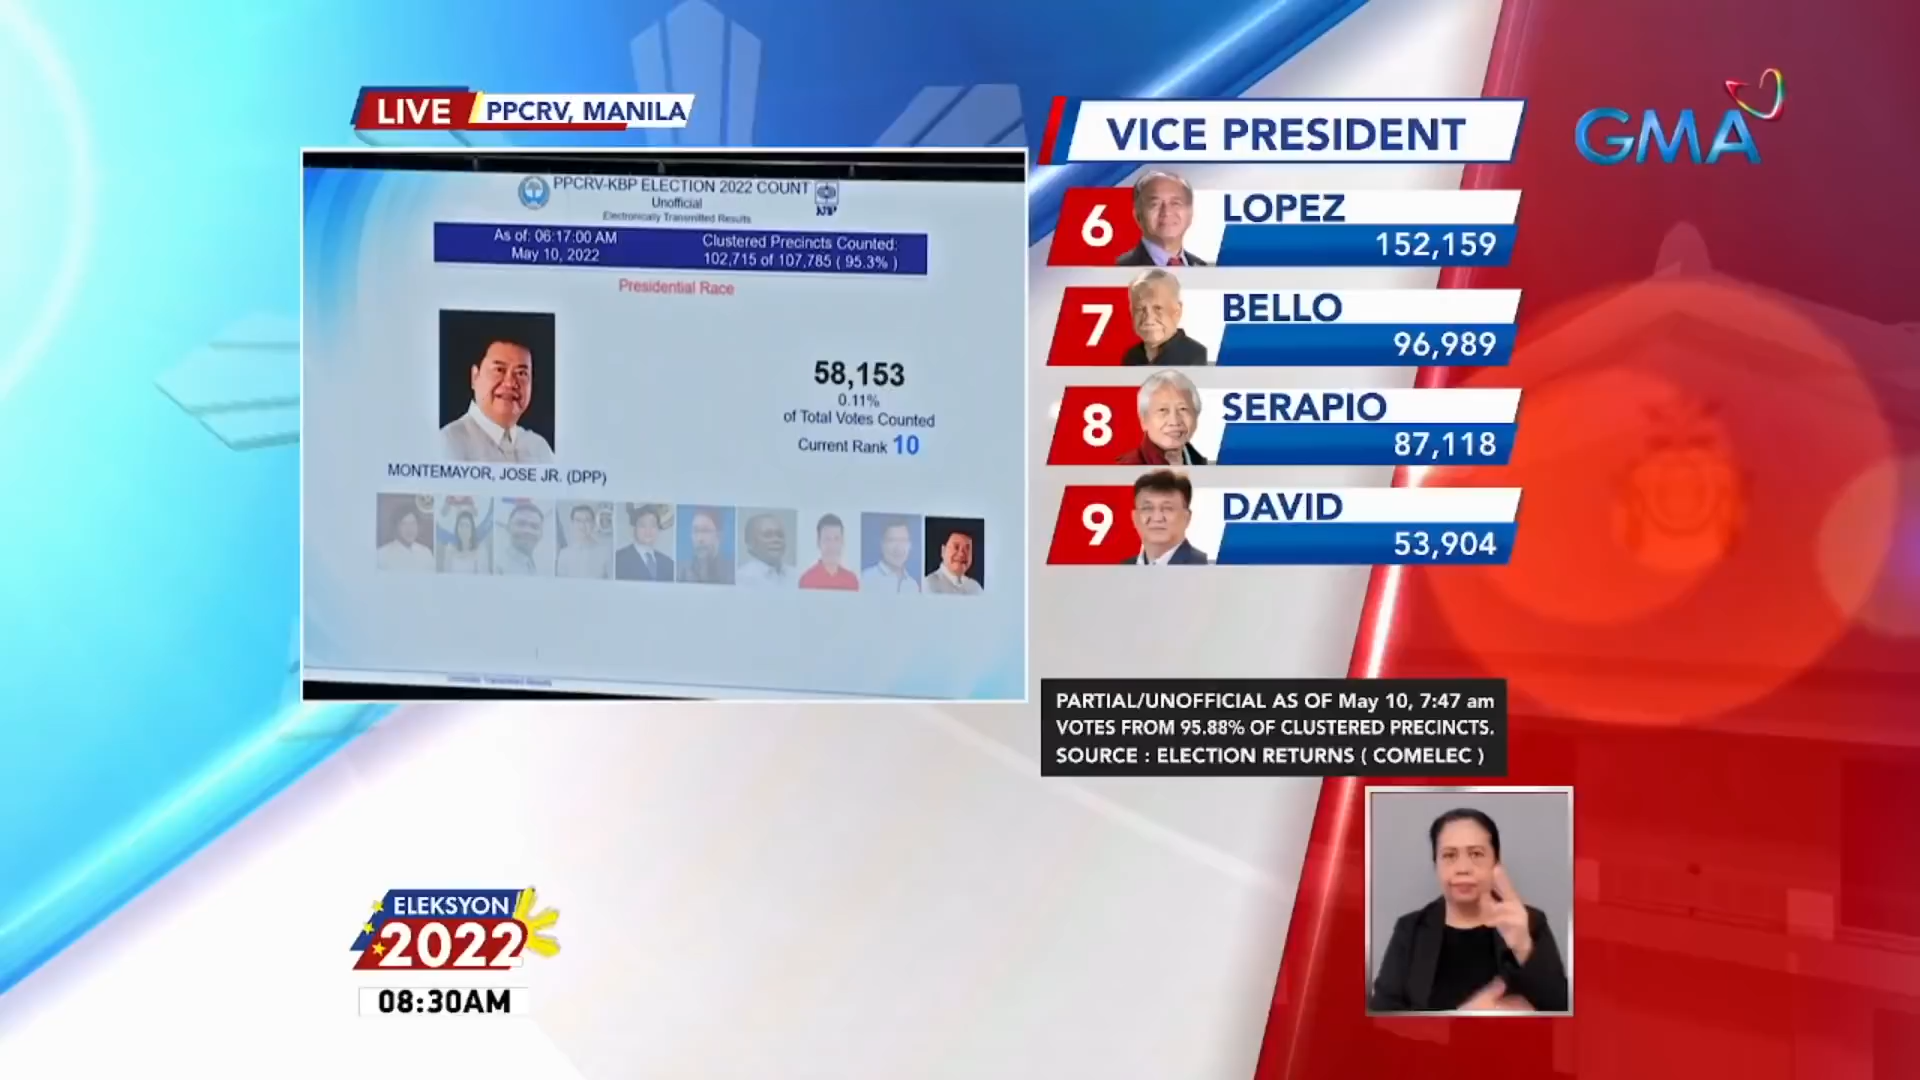 LIVE PPCRV, MANILA
PPCRV-KBP ELECTION 2022 COUNT
Unofficial
Electronically Transmitted Results
As of: 06:17:00 AM
May 10, 2022
Clustered Precincts Counted:
102,715 of 107,785 ( 95.3% )
Presidential Race
58,153
0.11%
of Total Votes Counted
Current Rank 10
MONTEMAYOR, JOSE JR. (DPP)
VICE PRESIDENT
6 LOPEZ
152,159
7 BELLO
96,989
8 SERAPIO
87,118
9 DAVID
53,904
GMA
PARTIAL/UNOFFICIAL AS OF May 10, 7:47 am
VOTES FROM 95.88% OF CLUSTERED PRECINCTS.
SOURCE : ELECTION RETURNS ( COMELEC )
ELEKSYON
2022
08:30AM